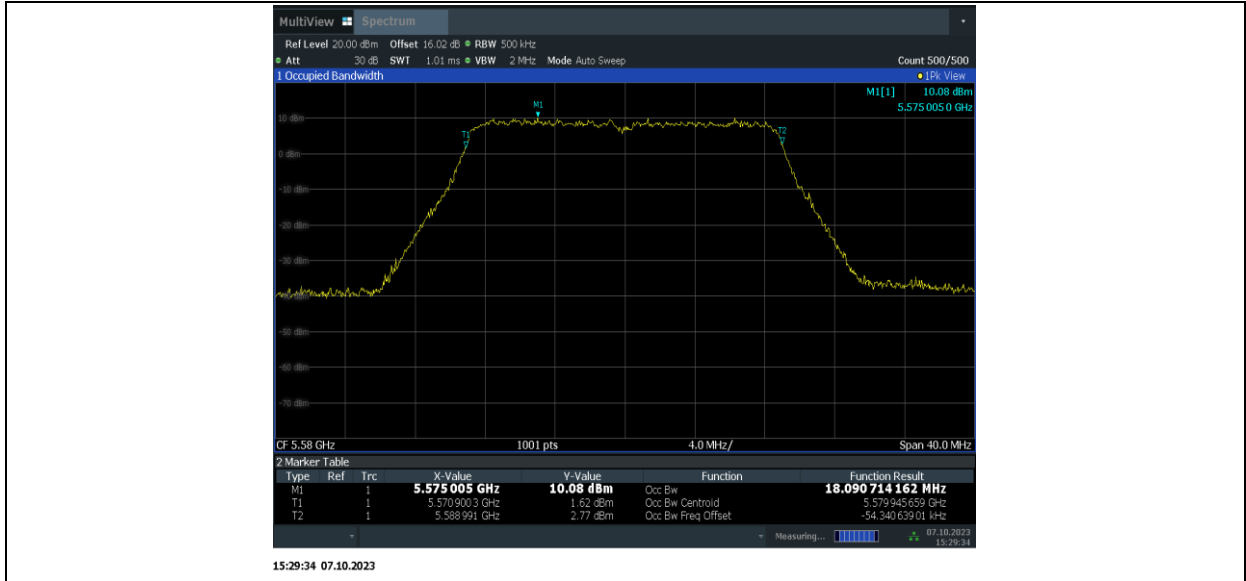 MultiView Spectrum
Ref Level 20.00 dBm Offset 16.02 dB RBW 500 kHz
Att 30 dB SWT 1.01 ms VBW 2 MHz Mode Auto Sweep Count 500/500
1 Occupied Bandwidth 1Pk View
M1[1] 10.08 dBm
5.575 005 0 GHz
M1
10 dBm
T1 T2
0 dBm
-10 dBm
-20 dBm
-30 dBm
-50 dBm
-60 dBm
-70 dBm
CF 5.58 GHz 1001 pts 4.0 MHz/ Span 40.0 MHz
2 Marker Table
Type Ref Trc X-Value Y-Value Function Function Result
M1 1 5.575 005 GHz 10.08 dBm Occ Bw 18.090 714 162 MHz
T1 1 5.570 900 3 GHz 1.62 dBm Occ Bw Centroid 5.579 945 659 GHz
T2 1 5.588 991 GHz 2.77 dBm Occ Bw Freq Offset -54.340 639 01 kHz
Measuring... 07.10.2023
15:29:34
15:29:34 07.10.2023